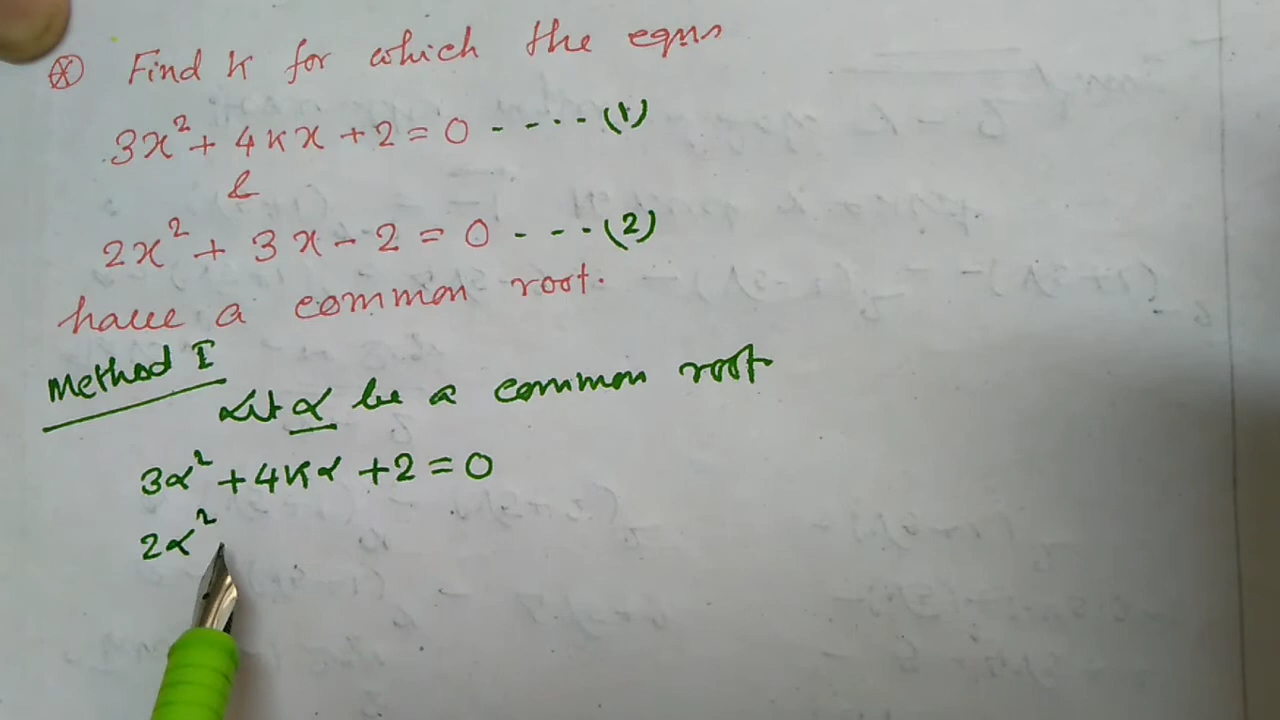 ⊛ Find k for which the eqns
3x² + 4kx + 2 = 0 - - - - - (1)
&
2x² + 3x - 2 = 0 - - - - (2)
have a common root.
Method I
Let α be a common root
3α² + 4kα + 2 = 0
2α²